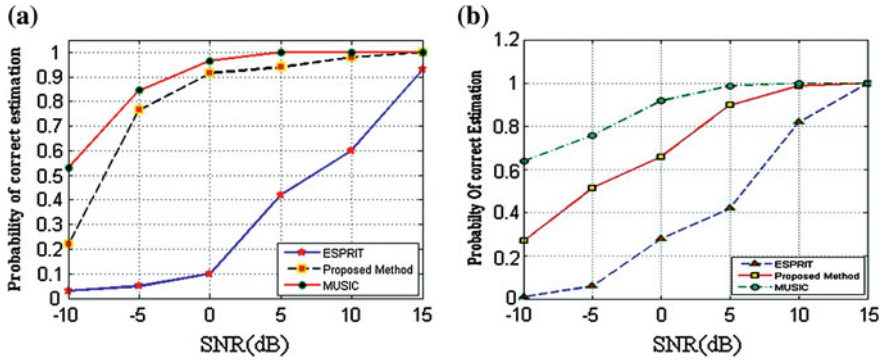 (a)
Probability of correct estimation
1
0.9
0.8
0.7
0.6
0.5
0.4
0.3
0.2
0.1
0
-10
-5
0
5
10
15
SNR(dB)
ESPRIT
Proposed Method
MUSIC
(b)
Probabilty Of correct Estimation
1.2
1
0.8
0.6
0.4
0.2
0
-10
-5
0
5
10
15
SNR(dB)
ESPRIT
Proposed Method
MUSIC